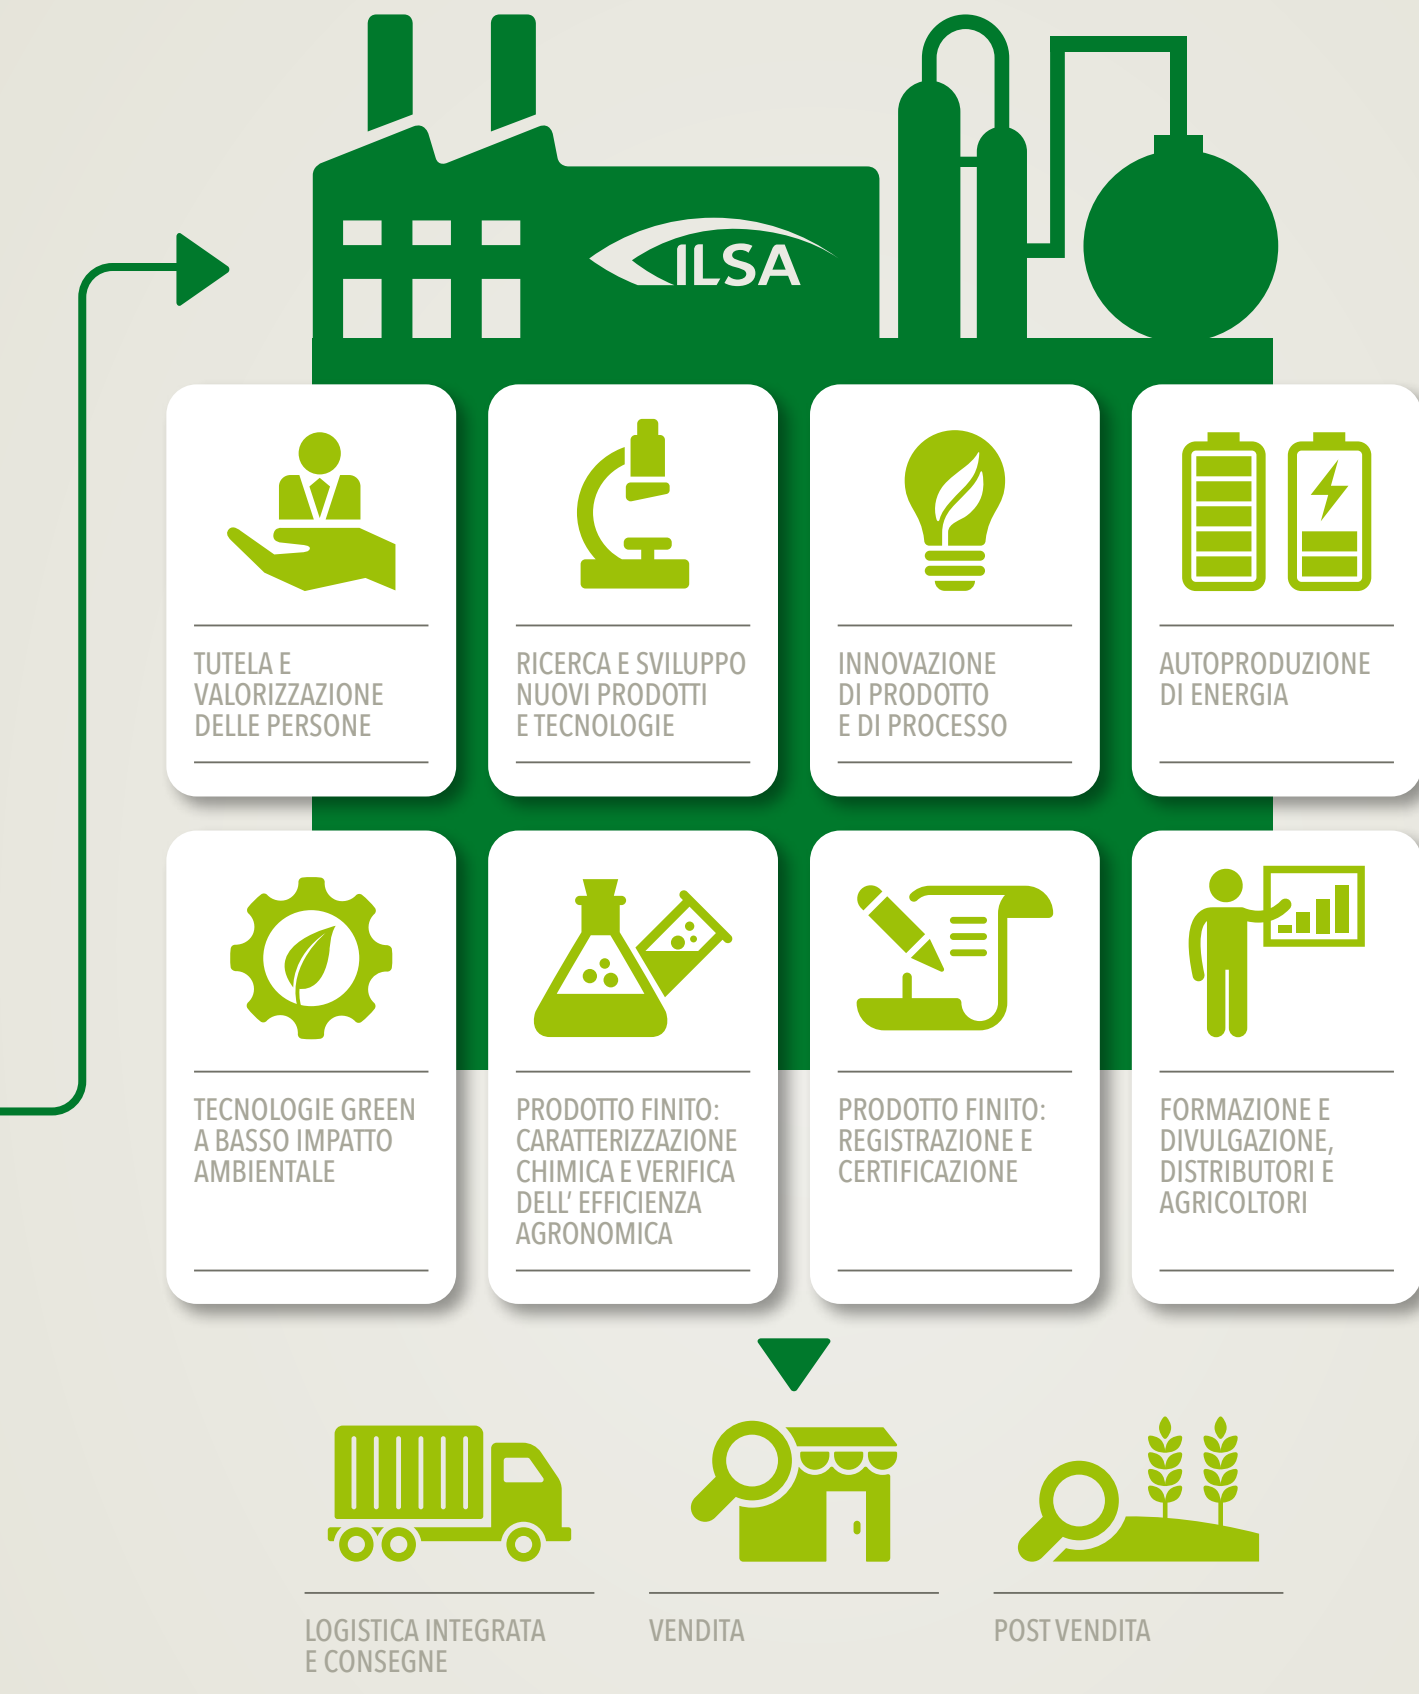 ILSA
TUTELA E
VALORIZZAZIONE
DELLE PERSONE
RICERCA E SVILUPPO
NUOVI PRODOTTI
E TECNOLOGIE
INNOVAZIONE
DI PRODOTTO
E DI PROCESSO
AUTOPRODUZIONE
DI ENERGIA
TECNOLOGIE GREEN
A BASSO IMPATTO
AMBIENTALE
PRODOTTO FINITO:
CARATTERIZZAZIONE
CHIMICA E VERIFICA
DELL’ EFFICIENZA
AGRONOMICA
PRODOTTO FINITO:
REGISTRAZIONE E
CERTIFICAZIONE
FORMAZIONE E
DIVULGAZIONE,
DISTRIBUTORI E
AGRICOLTORI
LOGISTICA INTEGRATA
E CONSEGNE
VENDITA
POST VENDITA